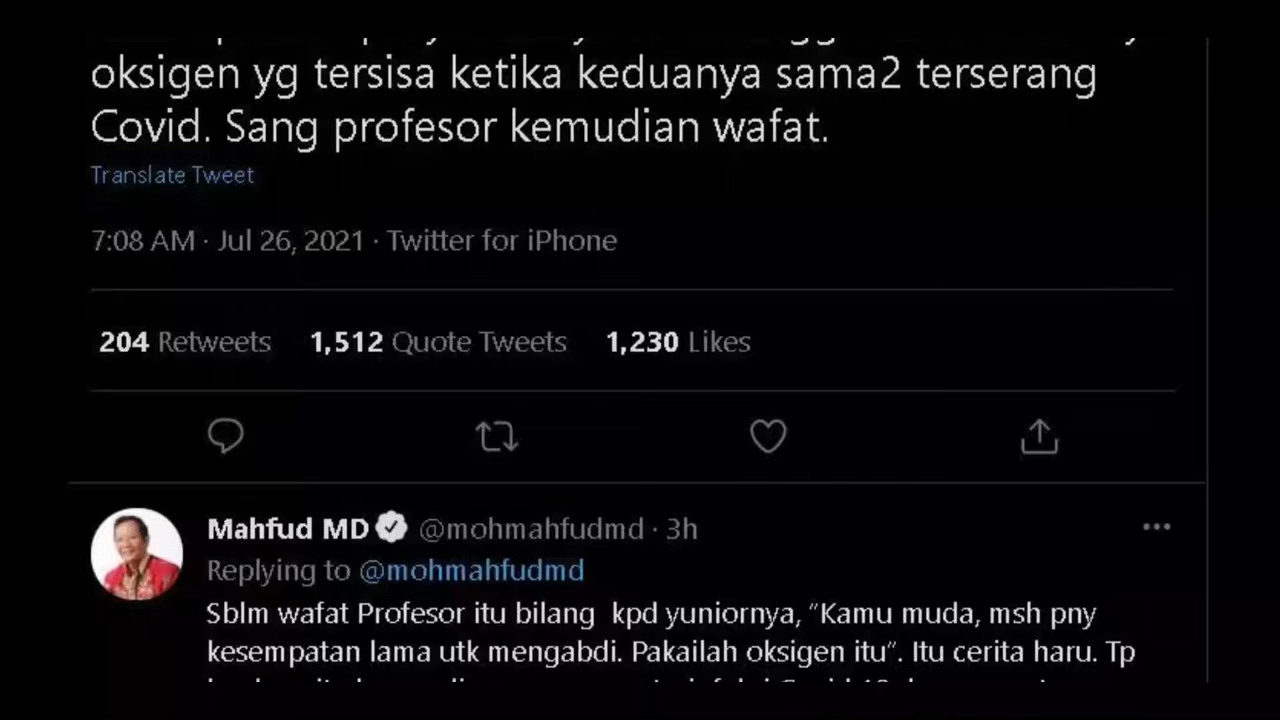 oksigen yg tersisa ketika keduanya sama2 terserang
Covid. Sang profesor kemudian wafat.
Translate Tweet
7:08 AM · Jul 26, 2021 · Twitter for iPhone
204 Retweets 1,512 Quote Tweets 1,230 Likes
Mahfud MD @mohmahfudmd · 3h
Replying to @mohmahfudmd
Sblm wafat Profesor itu bilang kpd yuniornya, "Kamu muda, msh pny
kesempatan lama utk mengabdi. Pakailah oksigen itu". Itu cerita haru. Tp